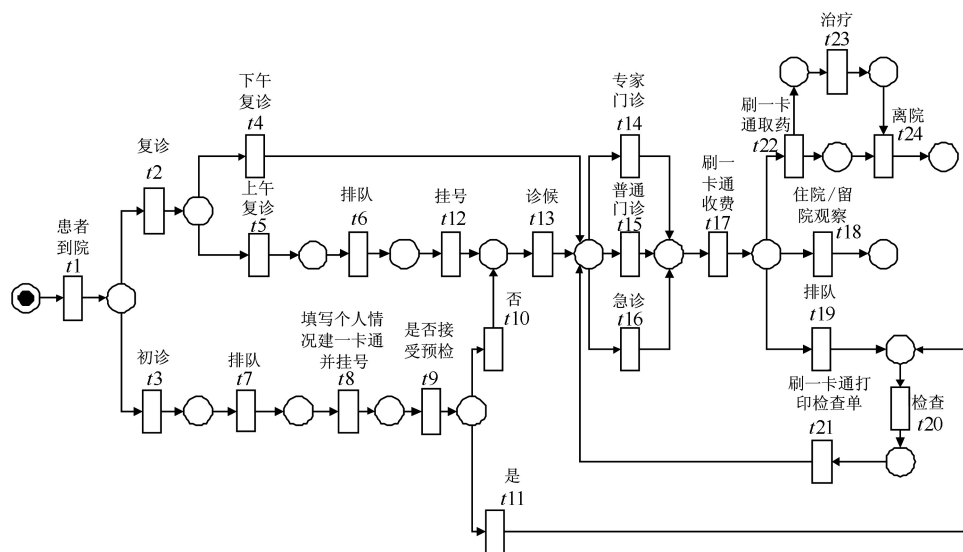 治疗
t23
下午
复诊
t4
专家
门诊
t14
刷一卡
通取药
t22
离院
t24
复诊
t2
上午
复诊
t5
排队
t6
挂号
t12
诊候
t13
普通
门诊
t15
刷一
卡通
收费
t17
住院/留
院观察
t18
患者
到院
t1
否
t10
急诊
t16
排队
t19
填写个人情
况建一卡通
并挂号
t8
是否接
受预检
t9
初诊
t3
排队
t7
刷一卡通打
印检查单
t21
检查
t20
是
t11